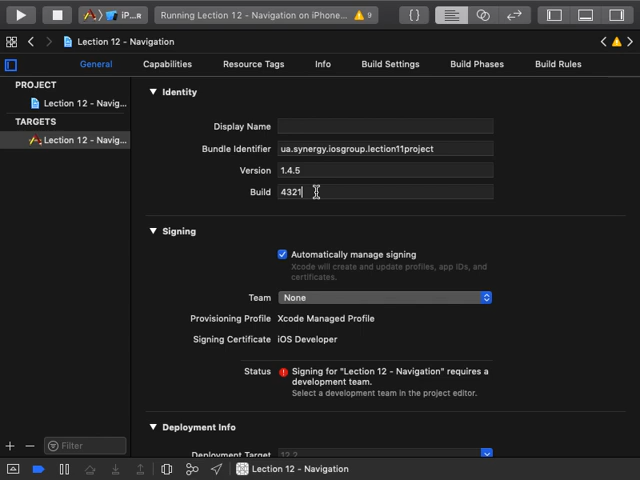 iP...R
Running Lection 12 - Navigation on iPhone...
9
{ }
Lection 12 - Navigation
General
Capabilities
Resource Tags
Info
Build Settings
Build Phases
Build Rules
PROJECT
Lection 12 - Navig...
TARGETS
Lection 12 - Navig...
Identity
Display Name
Bundle Identifier ua.synergy.iosgroup.lection11project
Version 1.4.5
Build 4321
Signing
Automatically manage signing
Xcode will create and update profiles, app IDs, and
certificates.
Team None
Provisioning Profile Xcode Managed Profile
Signing Certificate iOS Developer
Status Signing for "Lection 12 - Navigation" requires a
development team.
Select a development team in the project editor.
Deployment Info
Deployment Target 12.2
Filter
Lection 12 - Navigation